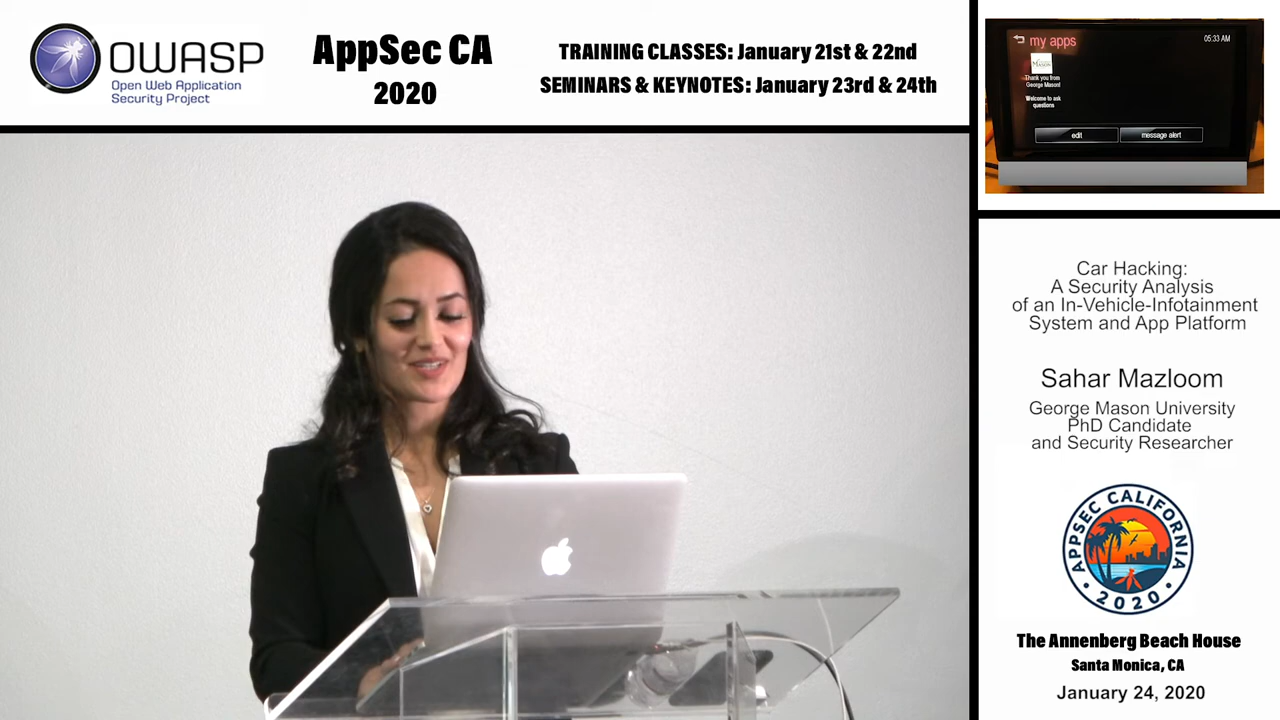 OWASP
Open Web Application
Security Project
AppSec CA
2020
TRAINING CLASSES: January 21st & 22nd
SEMINARS & KEYNOTES: January 23rd & 24th
my apps
05:33 AM
MASON
Thank you from
George Mason!
Welcome to ask
questions
edit
message alert
Car Hacking:
A Security Analysis
of an In-Vehicle-Infotainment
System and App Platform
Sahar Mazloom
George Mason University
PhD Candidate
and Security Researcher
APPSEC CALIFORNIA
• 2020 •
The Annenberg Beach House
Santa Monica, CA
January 24, 2020